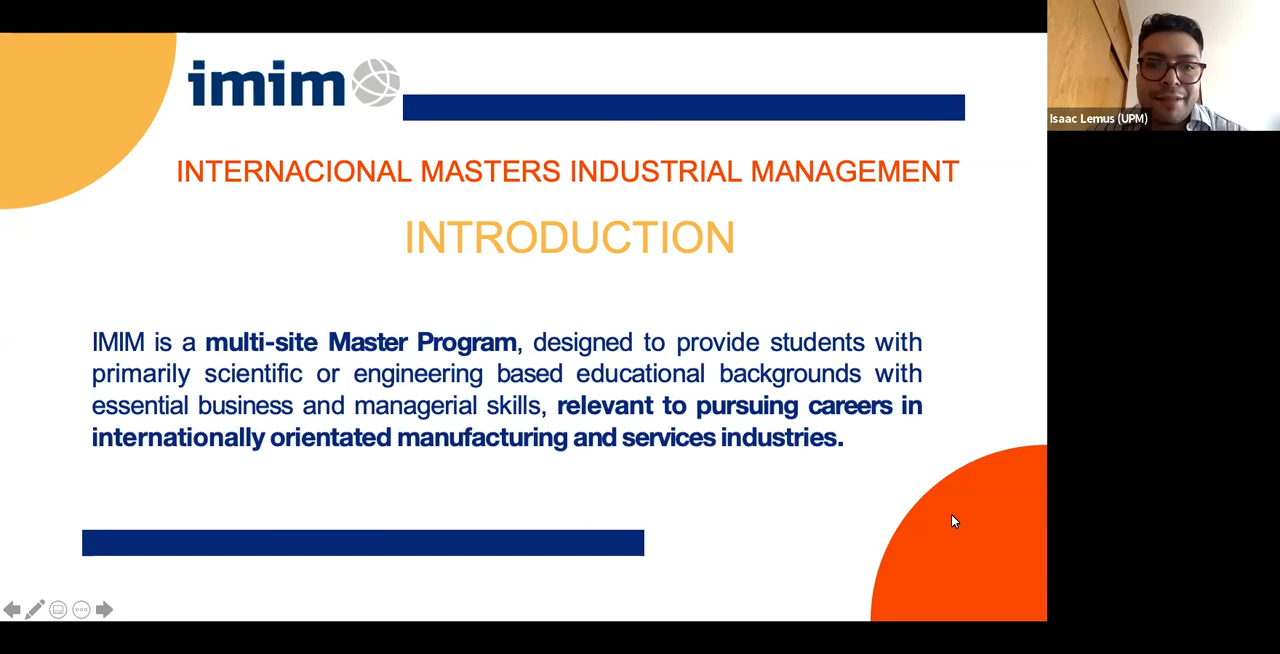 imim
Isaac Lemus (UPM)
INTERNACIONAL MASTERS INDUSTRIAL MANAGEMENT
INTRODUCTION
IMIM is a multi-site Master Program, designed to provide students with
primarily scientific or engineering based educational backgrounds with
essential business and managerial skills, relevant to pursuing careers in
internationally orientated manufacturing and services industries.